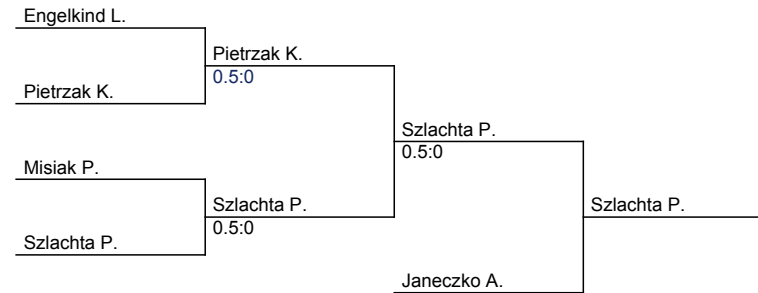 Engelkind L.
Pietrzak K.
0.5:0
Pietrzak K.
Szlachta P.
0.5:0
Misiak P.
Szlachta P.
Szlachta P.
0.5:0
Szlachta P.
Janeczko A.